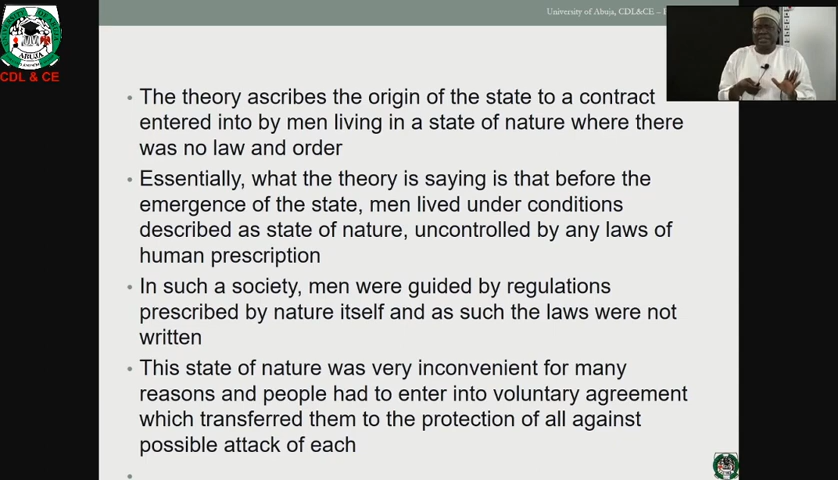 University of Abuja, CDL&CE –
CDL & CE
ABUJA
• The theory ascribes the origin of the state to a contract
entered into by men living in a state of nature where there
was no law and order
• Essentially, what the theory is saying is that before the
emergence of the state, men lived under conditions
described as state of nature, uncontrolled by any laws of
human prescription
• In such a society, men were guided by regulations
prescribed by nature itself and as such the laws were not
written
• This state of nature was very inconvenient for many
reasons and people had to enter into voluntary agreement
which transferred them to the protection of all against
possible attack of each
•